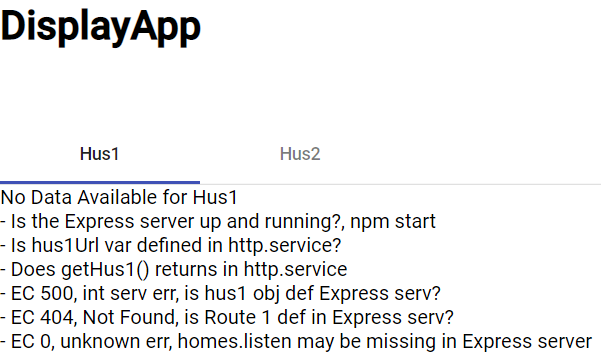 DisplayApp
Hus1 Hus2
No Data Available for Hus1
- Is the Express server up and running?, npm start
- Is hus1Url var defined in http.service?
- Does getHus1() returns in http.service
- EC 500, int serv err, is hus1 obj def Express serv?
- EC 404, Not Found, is Route 1 def in Express serv?
- EC 0, unknown err, homes.listen may be missing in Express server